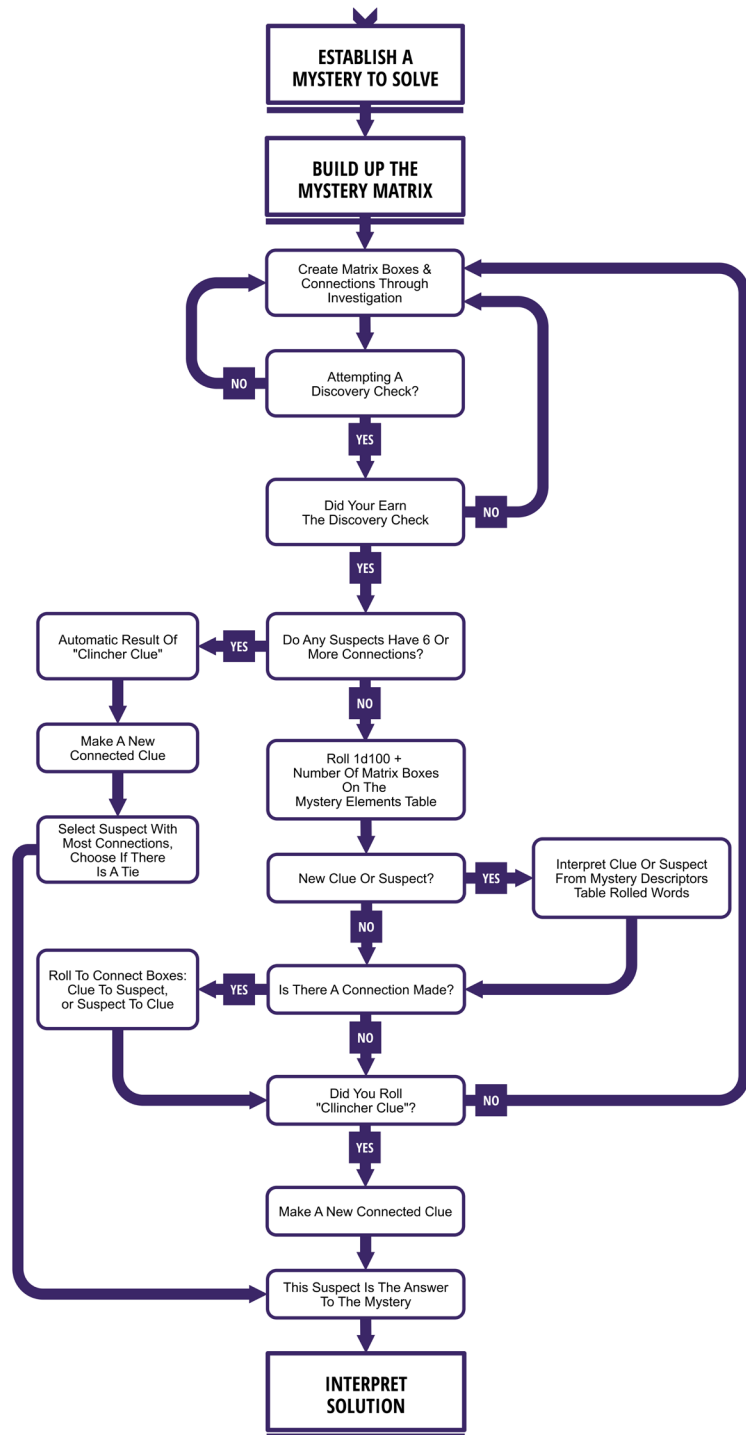 ESTABLISH A
MYSTERY TO SOLVE
BUILD UP THE
MYSTERY MATRIX
Create Matrix Boxes &
Connections Through
Investigation
NO
Attempting A
Discovery Check?
YES
Did Your Earn
The Discovery Check
NO
YES
Do Any Suspects Have 6 Or
More Connections?
YES
Automatic Result Of
"Clincher Clue"
Make A New
Connected Clue
Select Suspect With
Most Connections,
Choose If There
Is A Tie
NO
Roll 1d100 +
Number Of Matrix Boxes
On The
Mystery Elements Table
New Clue Or Suspect?
YES
Interpret Clue Or Suspect
From Mystery Descriptors
Table Rolled Words
NO
Is There A Connection Made?
YES
Roll To Connect Boxes:
Clue To Suspect,
or Suspect To Clue
NO
Did You Roll
"Cllincher Clue"?
NO
YES
Make A New Connected Clue
This Suspect Is The Answer
To The Mystery
INTERPRET
SOLUTION